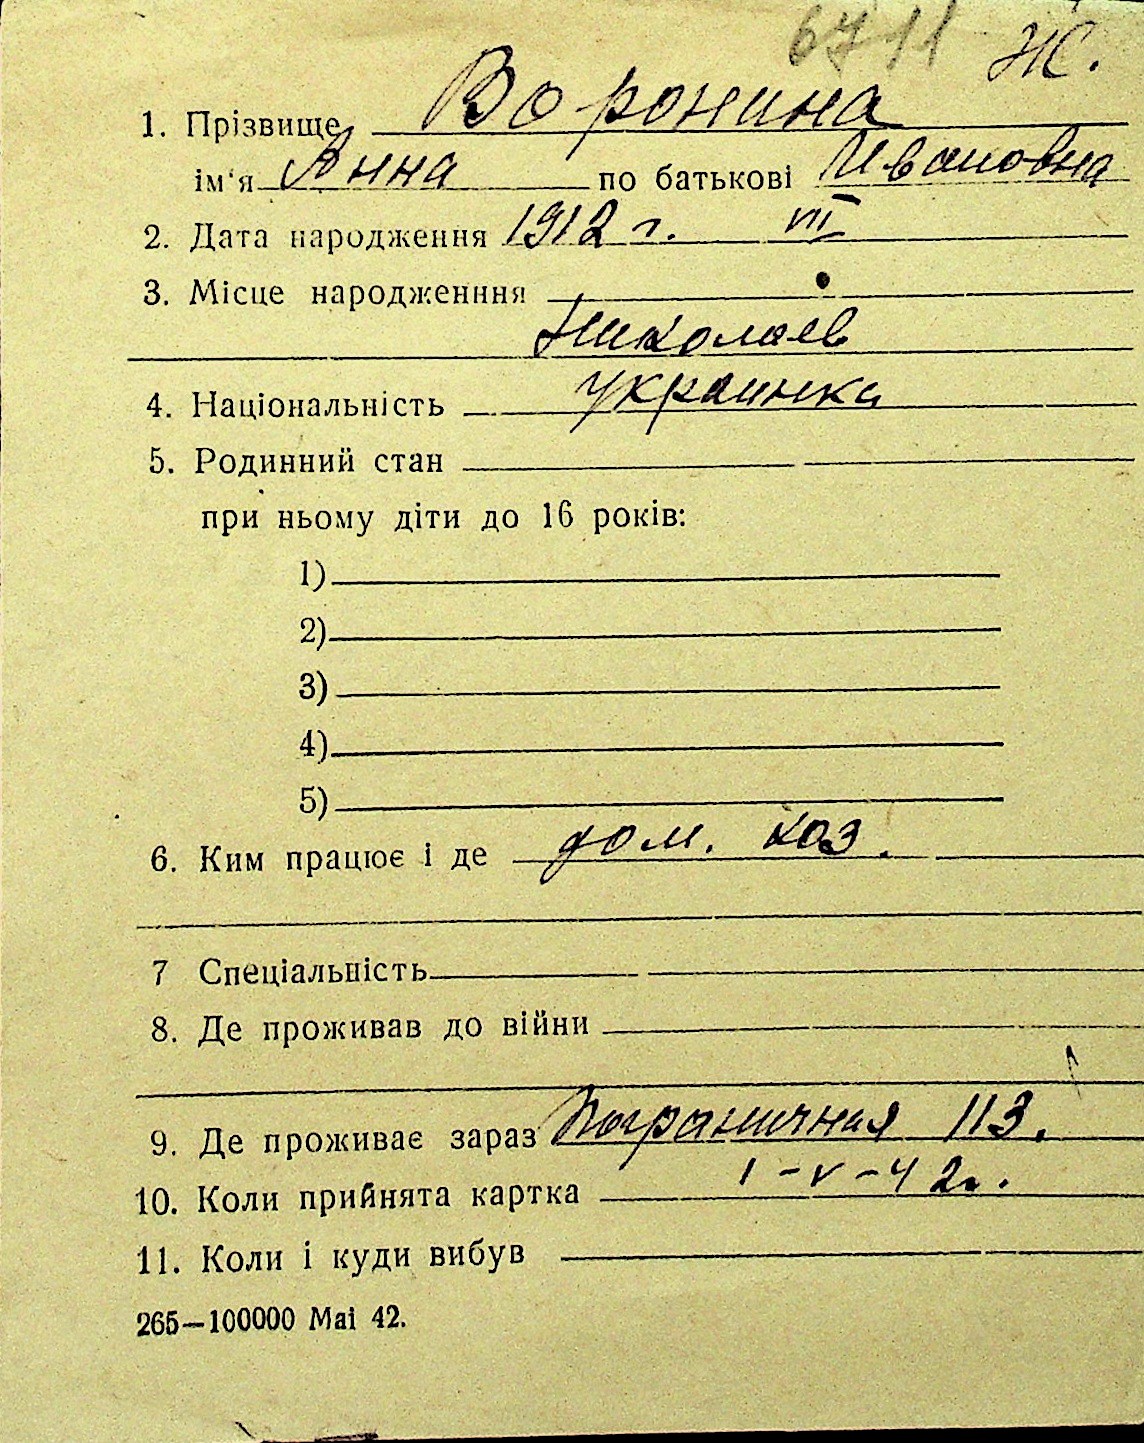 6711 Ж.
1. Прізвище Воронина
ім'я Анна по батькові Ивановна
2. Дата народження 1912 г. VII
3. Місце народженння
Николаев
4. Національність украинка
5. Родинний стан
при ньому діти до 16 років:
1)
2)
3)
4)
5)
6. Ким працює і де дом. хоз.
7 Спеціальність
8. Де проживав до війни
9. Де проживає зараз Пограничная 113.
10. Коли прийнята картка 1-V-42г.
11. Коли і куди вибув
265—100000 Mai 42.